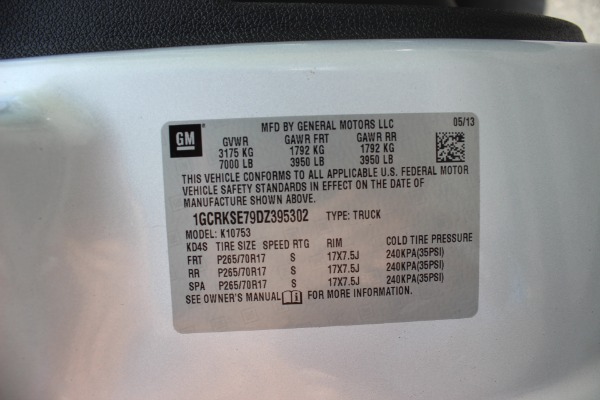 GM
MFD BY GENERAL MOTORS LLC 05/13
GVWR GAWR FRT GAWR RR
3175 KG 1792 KG 1792 KG
7000 LB 3950 LB 3950 LB
THIS VEHICLE CONFORMS TO ALL APPLICABLE U.S. FEDERAL MOTOR
VEHICLE SAFETY STANDARDS IN EFFECT ON THE DATE OF
MANUFACTURE SHOWN ABOVE.
1GCRKSE79DZ395302 TYPE: TRUCK
MODEL: K10753
KD4S TIRE SIZE SPEED RTG RIM COLD TIRE PRESSURE
FRT P265/70R17 S 17X7.5J 240KPA(35PSI)
RR P265/70R17 S 17X7.5J 240KPA(35PSI)
SPA P265/70R17 S 17X7.5J 240KPA(35PSI)
SEE OWNER'S MANUAL FOR MORE INFORMATION.